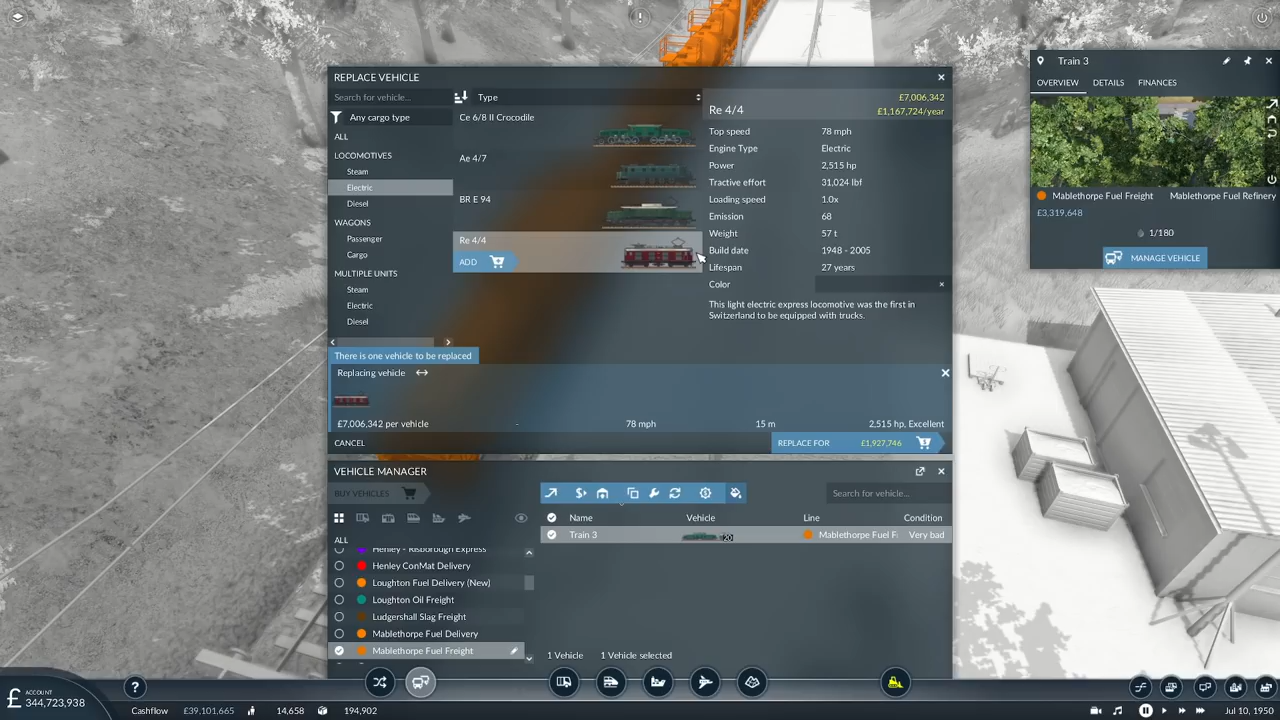 REPLACE VEHICLE
Search for vehicle...
Type
Any cargo type
ALL
LOCOMOTIVES
Steam
Electric
Diesel
WAGONS
Passenger
Cargo
MULTIPLE UNITS
Steam
Electric
Diesel
Ce 6/8 II Crocodile
Ae 4/7
BR E 94
Re 4/4
ADD
Re 4/4
£7,006,342
£1,167,724/year
Top speed 78 mph
Engine Type Electric
Power 2,515 hp
Tractive effort 31,024 lbf
Loading speed 1.0x
Emission 68
Weight 57 t
Build date 1948 - 2005
Lifespan 27 years
Color
This light electric express locomotive was the first in
Switzerland to be equipped with trucks.
There is one vehicle to be replaced
Replacing vehicle
£7,006,342 per vehicle - 78 mph 15 m 2,515 hp, Excellent
CANCEL
REPLACE FOR £1,927,746
VEHICLE MANAGER
BUY VEHICLES
Search for vehicle...
ALL
Henley - Risborough Express
Henley ConMat Delivery
Loughton Fuel Delivery (New)
Loughton Oil Freight
Ludgershall Slag Freight
Mablethorpe Fuel Delivery
Mablethorpe Fuel Freight
Name Vehicle Line Condition
Train 3 20 Mablethorpe Fuel F Very bad
1 Vehicle 1 Vehicle selected
Train 3
OVERVIEW DETAILS FINANCES
Mablethorpe Fuel Freight Mablethorpe Fuel Refinery
£3,319,648
1/180
MANAGE VEHICLE
£ ACCOUNT
344,723,938
?
Cashflow £39,101,665 14,658 194,902
Jul 10, 1950